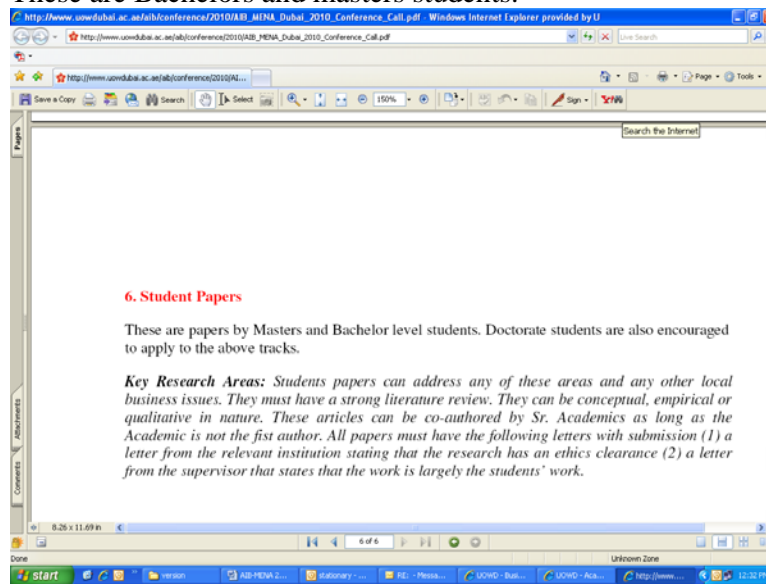 These are Bachelors and masters students.
http://www.uowdubai.ac.ae/aib/conference/2010/AIB_MENA_Dubai_2010_Conference_Call.pdf - Windows Internet Explorer provided by U
http://www.uowdubai.ac.ae/aib/conference/2010/AIB_MENA_Dubai_2010_Conference_Call.pdf
Live Search
http://www.uowdubai.ac.ae/aib/conference/2010/AI...
Page
Tools
Save a Copy
Search
Select
150%
Sign
Search the Internet
Pages
6. Student Papers
These are papers by Masters and Bachelor level students. Doctorate students are also encouraged
to apply to the above tracks.
Key Research Areas: Students papers can address any of these areas and any other local
business issues. They must have a strong literature review. They can be conceptual, empirical or
qualitative in nature. These articles can be co-authored by Sr. Academics as long as the
Academic is not the fist author. All papers must have the following letters with submission (1) a
letter from the relevant institution stating that the research has an ethics clearance (2) a letter
from the supervisor that states that the work is largely the students' work.
Attachments
Comments
8.26 x 11.69 in
6 of 6
Done
Unknown Zone
start
version
AIB-MENA 2...
stationary - ...
RE: - Messa...
UOWD - Busi...
UOWD - Aca...
http://www....
12:32 PM